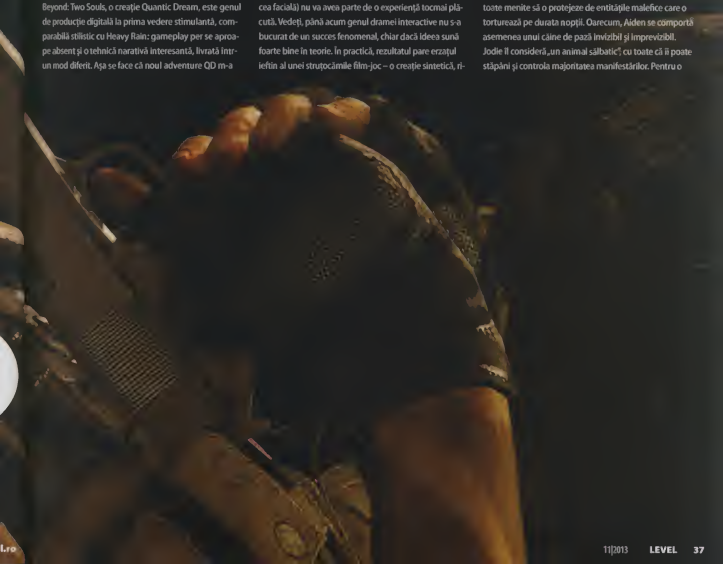 Beyond: Two Souls, o creație Quantic Dream, este genul
de producție digitală la prima vedere stimulantă, com-
parabilă stilistic cu Heavy Rain: gameplay per se aproa-
pe absent și o tehnică narativă interesantă, livrată într-
un mod diferit. Așa se face că noul adventure QD m-a
cea facială) nu va avea parte de o experiență tocmai plă-
cută. Vedeți, până acum genul dramei interactive nu s-a
bucurat de un succes fenomenal, chiar dacă ideea sună
foarte bine în teorie. În practică, rezultatul pare erzațul
ieftin al unei struțocămile film-joc – o creație sintetică, ri-
toate menite să o protejeze de entitățile malefice care o
torturează pe durata nopții. Oarecum, Aiden se comportă
asemenea unui câine de pază invizibil și imprevizibil.
Jodie îl consideră „un animal sălbatic”, cu toate că îi poate
stăpâni și controla majoritatea manifestărilor. Pentru o
l.ro
11|2013 LEVEL 37